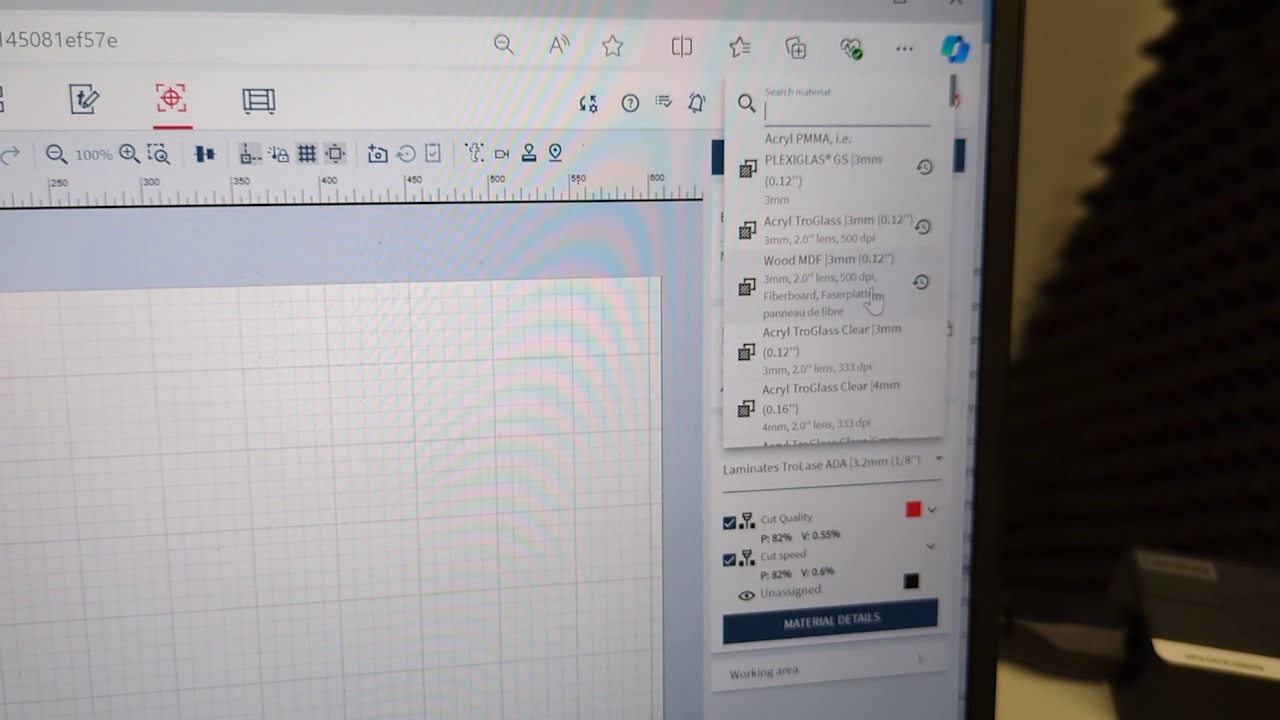 145081ef57e
Search material
Acryl PMMA, i.e.
PLEXIGLAS® GS |3mm
(0.12'')
3mm
100%
250 300 350 400 450 500 550 600
Acryl TroGlass |3mm (0.12'')
3mm, 2.0'' lens, 500 dpi
Wood MDF |3mm (0.12'')
3mm, 2.0'' lens, 500 dpi,
Fiberboard, Faserplatte,
panneau de fibre
Acryl TroGlass Clear |3mm
(0.12'')
3mm, 2.0'' lens, 333 dpi
Acryl TroGlass Clear |4mm
(0.16'')
4mm, 2.0'' lens, 333 dpi
Laminates TroLase ADA |3.2mm (1/8'')
Cut Quality
P: 82% V: 0.55%
Cut speed
P: 82% V: 0.6%
Unassigned
MATERIAL DETAILS
Working area